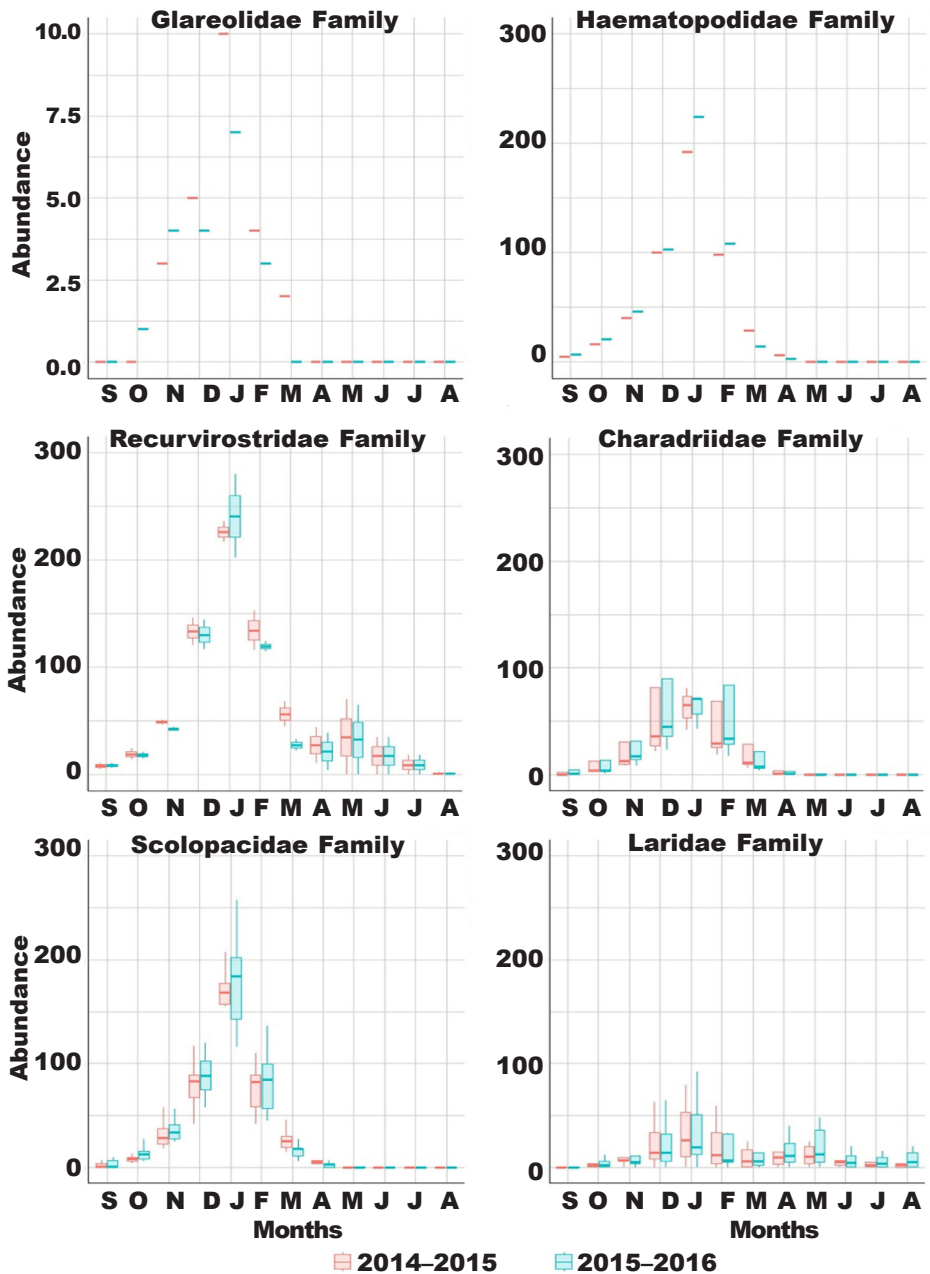 Glareolidae Family
Haematopodidae Family
10.0
7.5
5.0
2.5
0.0
Abundance
S O N D J F M A M J J A
300
200
100
0
S O N D J F M A M J J A
Recurvirostridae Family
Charadriidae Family
300
200
100
0
Abundance
S O N D J F M A M J J A
300
200
100
0
S O N D J F M A M J J A
Scolopacidae Family
Laridae Family
300
200
100
0
Abundance
S O N D J F M A M J J A
Months
300
200
100
0
S O N D J F M A M J J A
Months
2014–2015
2015–2016